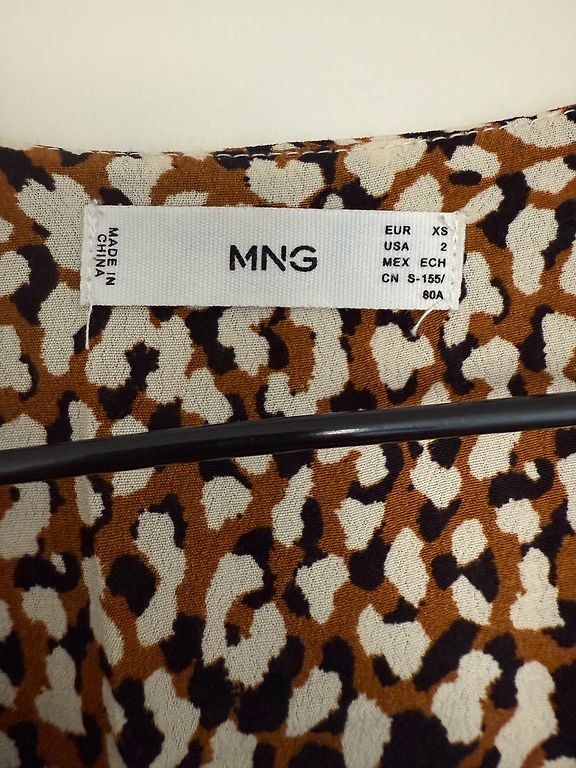 MADE IN
CHINA
MNG
EUR XS
USA 2
MEX ECH
CN S-155/
80A